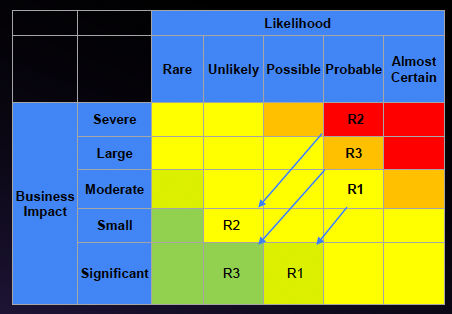 Likelihood
Rare Unlikely Possible Probable Almost
Certain
Severe R2
Large R3
Business
Impact
Moderate R1
Small R2
Significant R3 R1